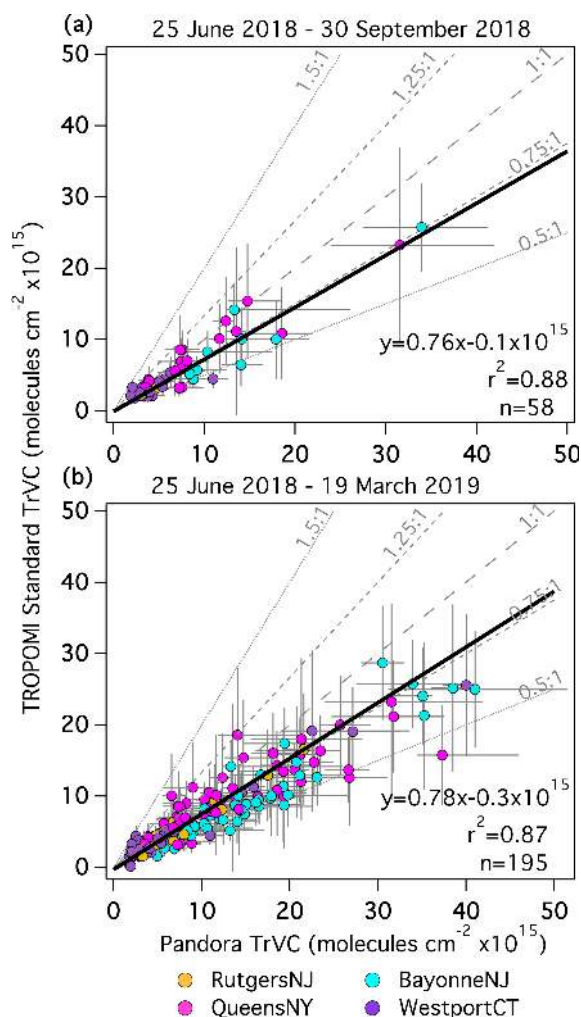 (a) 25 June 2018 - 30 September 2018
1.5:1
1.25:1
1:1
0.75:1
0.5:1
50
40
30
20
10
0
y=0.76x-0.1x10^15
r^2=0.88
n=58
0 10 20 30 40 50
TROPOMI Standard TrVC (molecules cm^-2 x10^15)
(b) 25 June 2018 - 19 March 2019
1.5:1
1.25:1
1:1
0.75:1
0.5:1
50
40
30
20
10
0
y=0.78x-0.3x10^15
r^2=0.87
n=195
0 10 20 30 40 50
Pandora TrVC (molecules cm^-2 x10^15)
RutgersNJ BayonneNJ
QueensNY WestportCT